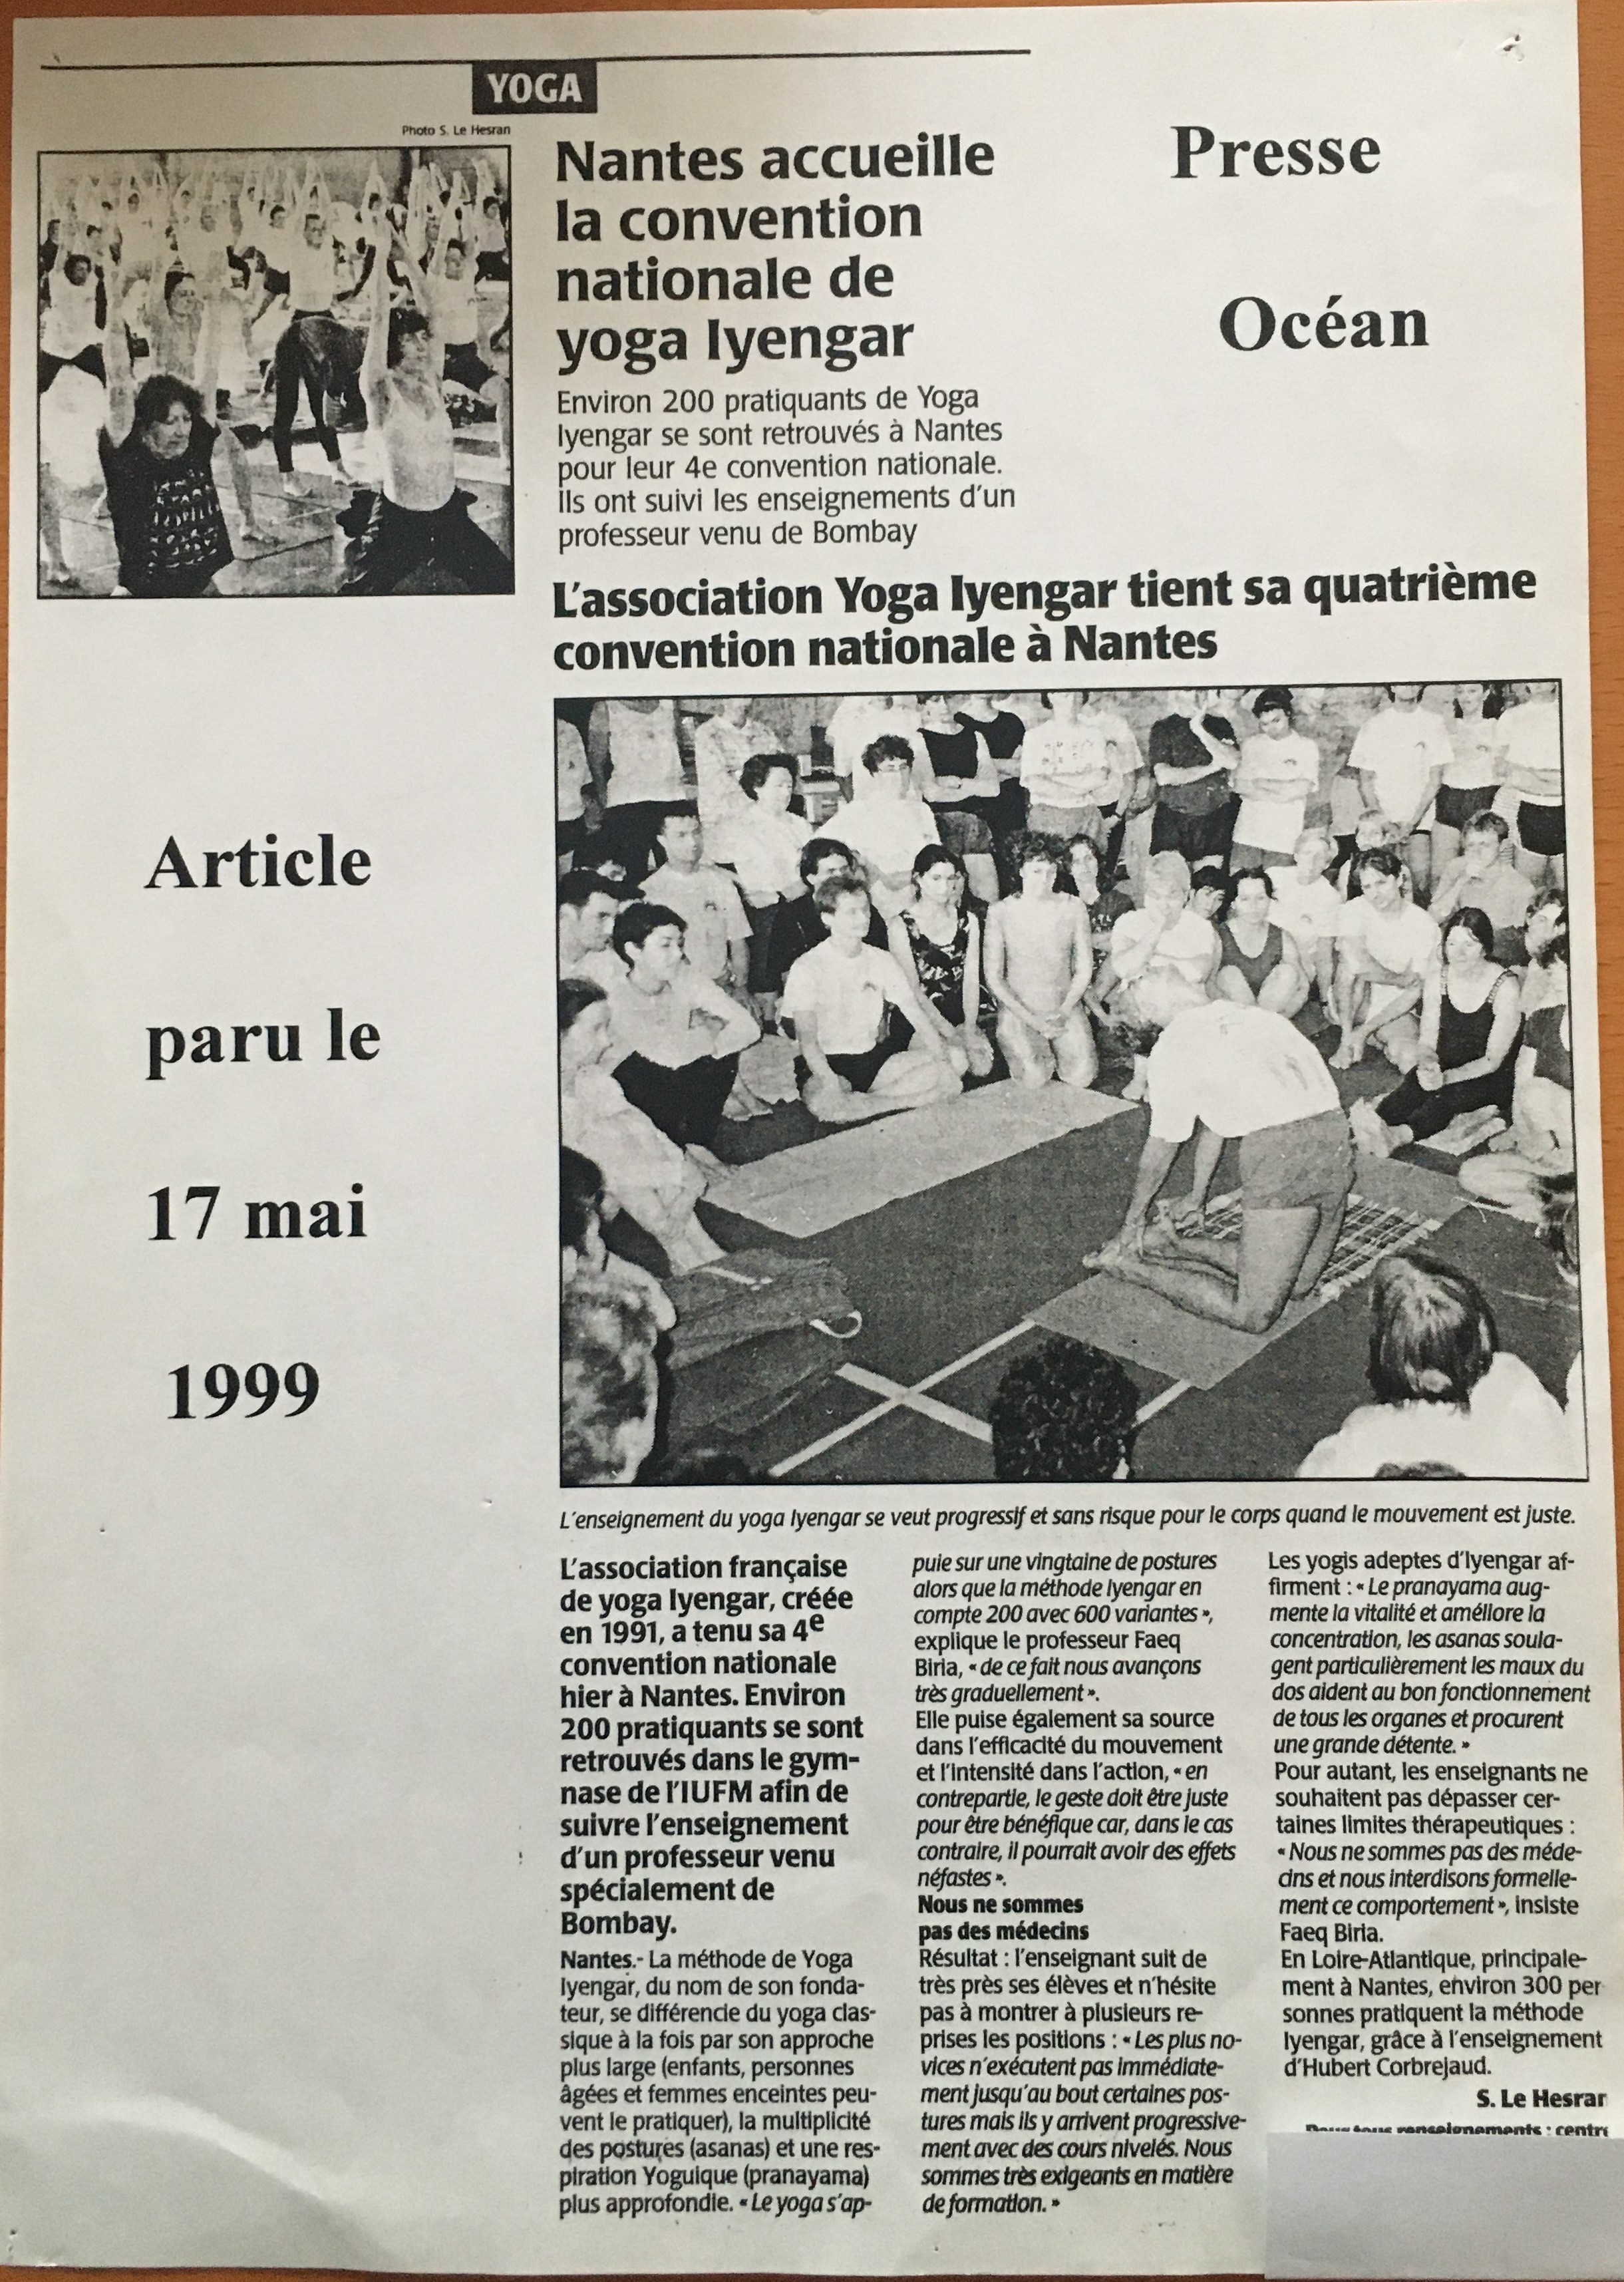 YOGA
Photo S. Le Hesran
Nantes accueille
la convention
nationale de
yoga Iyengar
Environ 200 pratiquants de Yoga
Iyengar se sont retrouvés à Nantes
pour leur 4e convention nationale.
Ils ont suivi les enseignements d'un
professeur venu de Bombay
Presse
Océan
L'association Yoga Iyengar tient sa quatrième
convention nationale à Nantes
Article
paru le
17 mai
1999
L'enseignement du yoga Iyengar se veut progressif et sans risque pour le corps quand le mouvement est juste.
L'association française
de yoga Iyengar, créée
en 1991, a tenu sa 4e
convention nationale
hier à Nantes. Environ
200 pratiquants se sont
retrouvés dans le gym-
nase de l'IUFM afin de
suivre l'enseignement
d'un professeur venu
spécialement de
Bombay.
Nantes.- La méthode de Yoga
Iyengar, du nom de son fonda-
teur, se différencie du yoga clas-
sique à la fois par son approche
plus large (enfants, personnes
âgées et femmes enceintes peu-
vent le pratiquer), la multiplicité
des postures (asanas) et une res-
piration Yoguique (pranayama)
plus approfondie. « Le yoga s'ap-
puie sur une vingtaine de postures
alors que la méthode Iyengar en
compte 200 avec 600 variantes »,
explique le professeur Faeq
Biria, « de ce fait nous avançons
très graduellement ».
Elle puise également sa source
dans l'efficacité du mouvement
et l'intensité dans l'action, « en
contrepartie, le geste doit être juste
pour être bénéfique car, dans le cas
contraire, il pourrait avoir des effets
néfastes ».
Nous ne sommes
pas des médecins
Résultat : l'enseignant suit de
très près ses élèves et n'hésite
pas à montrer à plusieurs re-
prises les positions : « Les plus no-
vices n'exécutent pas immédiate-
ment jusqu'au bout certaines pos-
tures mais ils y arrivent progressive-
ment avec des cours nivelés. Nous
sommes très exigeants en matière
de formation. »
Les yogis adeptes d'Iyengar af-
firment : « Le pranayama aug-
mente la vitalité et améliore la
concentration, les asanas soula-
gent particulièrement les maux du
dos aident au bon fonctionnement
de tous les organes et procurent
une grande détente. »
Pour autant, les enseignants ne
souhaitent pas dépasser cer-
taines limites thérapeutiques :
« Nous ne sommes pas des méde-
cins et nous interdisons formelle-
ment ce comportement », insiste
Faeq Biria.
En Loire-Atlantique, principale-
ment à Nantes, environ 300 per
sonnes pratiquent la méthode
Iyengar, grâce à l'enseignement
d'Hubert Corbrejaud.
S. Le Hesran
Pour tous renseignements : centre